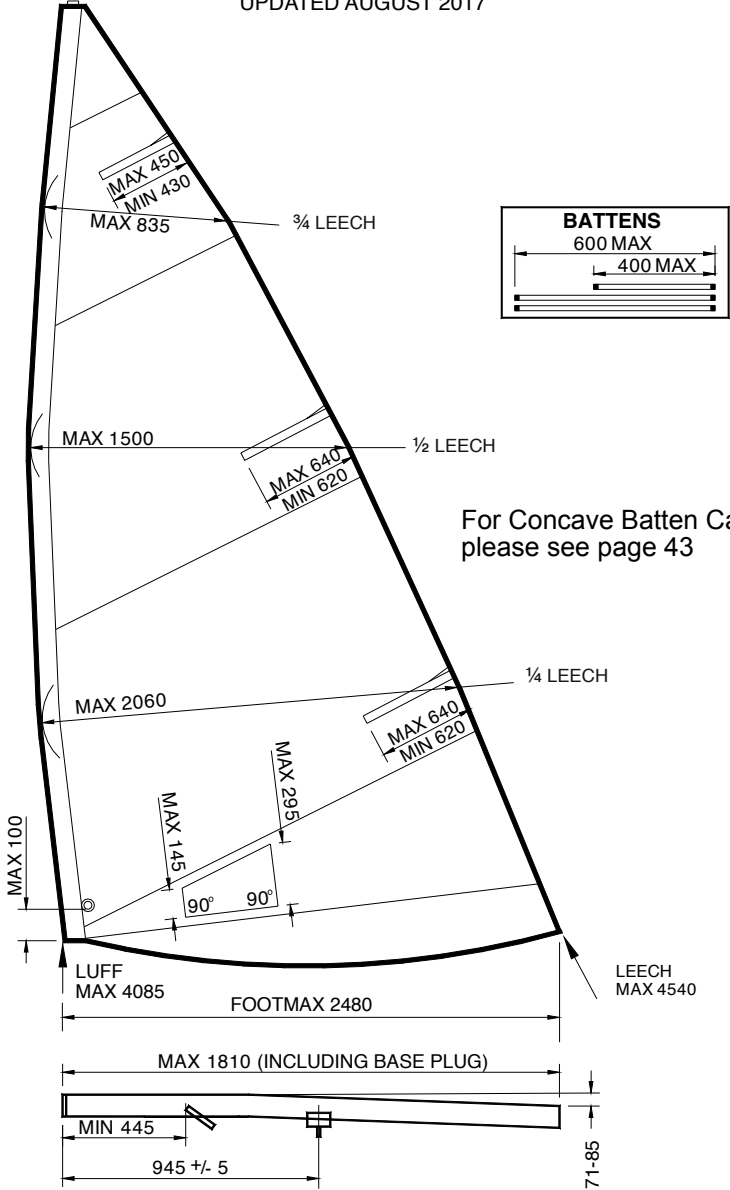 UPDATED AUGUST 2017
MAX 450
MIN 430
MAX 835
¾ LEECH
BATTENS
600 MAX
400 MAX
MAX 1500
½ LEECH
MAX 640
MIN 620
For Concave Batten Ca
please see page 43
¼ LEECH
MAX 2060
MAX 640
MIN 620
MAX 295
MAX 145
MAX 100
90°
90°
LUFF
MAX 4085
LEECH
MAX 4540
FOOTMAX 2480
MAX 1810 (INCLUDING BASE PLUG)
MIN 445
945 +/- 5
71-85